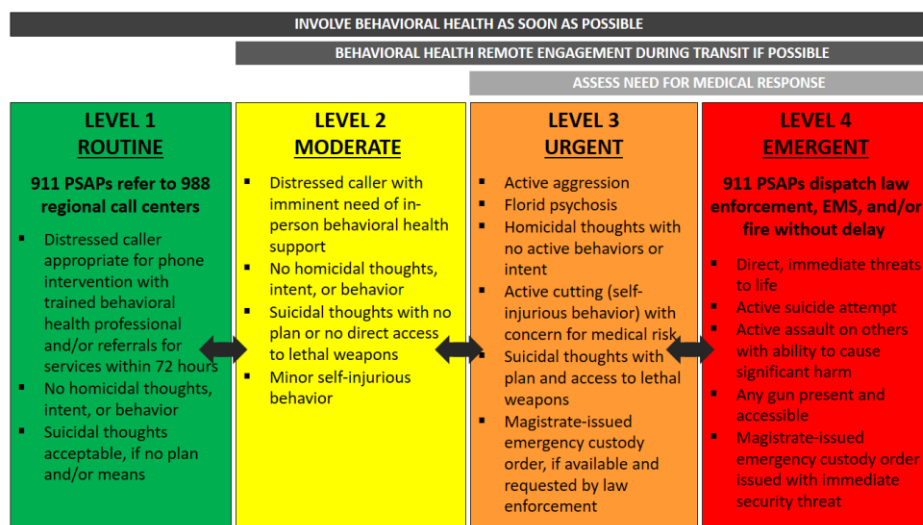 INVOLVE BEHAVIORAL HEALTH AS SOON AS POSSIBLE
BEHAVIORAL HEALTH REMOTE ENGAGEMENT DURING TRANSIT IF POSSIBLE
ASSESS NEED FOR MEDICAL RESPONSE
LEVEL 1
ROUTINE
911 PSAPs refer to 988
regional call centers
▪ Distressed caller
appropriate for phone
intervention with
trained behavioral
health professional
and/or referrals for
services within 72 hours
▪ No homicidal thoughts,
intent, or behavior
▪ Suicidal thoughts
acceptable, if no plan
and/or means
LEVEL 2
MODERATE
▪ Distressed caller with
imminent need of in-
person behavioral health
support
▪ No homicidal thoughts,
intent, or behavior
▪ Suicidal thoughts with no
plan or no direct access
to lethal weapons
▪ Minor self-injurious
behavior
LEVEL 3
URGENT
▪ Active aggression
▪ Florid psychosis
▪ Homicidal thoughts with
no active behaviors or
intent
▪ Active cutting (self-
injurious behavior) with
concern for medical risk
▪ Suicidal thoughts with
plan and access to lethal
weapons
▪ Magistrate-issued
emergency custody
order, if available and
requested by law
enforcement
LEVEL 4
EMERGENT
911 PSAPs dispatch law
enforcement, EMS, and/or
fire without delay
▪ Direct, immediate threats
to life
▪ Active suicide attempt
▪ Active assault on others
with ability to cause
significant harm
▪ Any gun present and
accessible
▪ Magistrate-issued
emergency custody order
issued with immediate
security threat